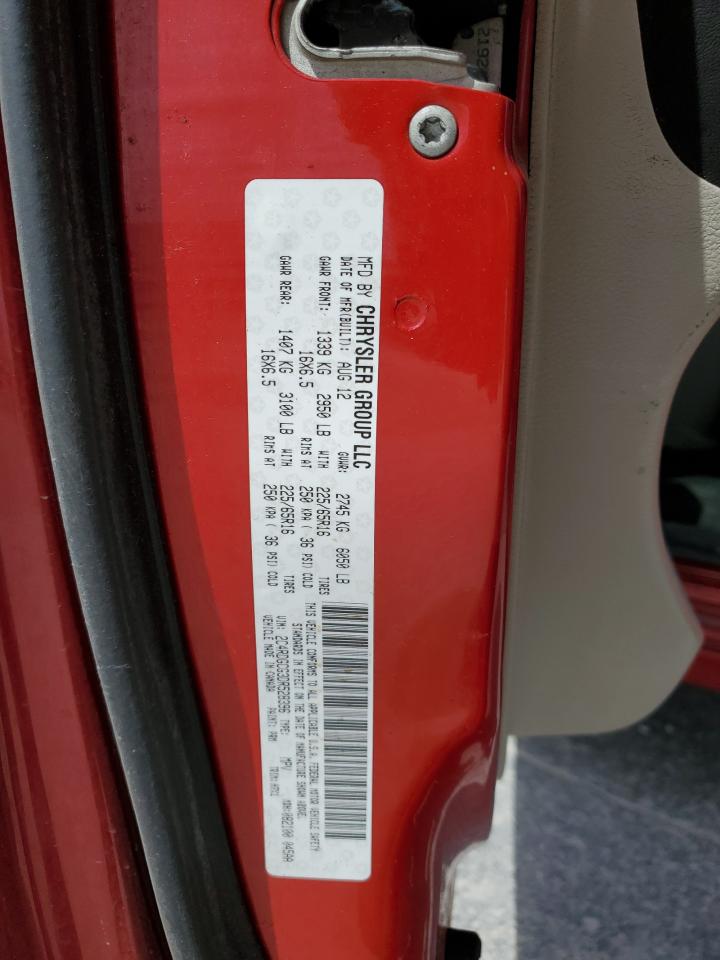 MFD BY CHRYSLER GROUP LLC
DATE OF MFR(BUILT): AUG 12 GVWR: 2745 KG 6050 LB
GAWR FRONT: 1339 KG 2950 LB WITH 225/65R16 TIRES
16X6.5 RIMS AT 250 KPA ( 36 PSI) COLD
GAWR REAR: 1407 KG 3100 LB WITH 225/65R16 TIRES
16X6.5 RIMS AT 250 KPA ( 36 PSI) COLD
THIS VEHICLE CONFORMS TO ALL APPLICABLE U.S.A. FEDERAL MOTOR VEHICLE SAFETY
STANDARDS IN EFFECT ON THE DATE OF MANUFACTURE SHOWN ABOVE.
VIN: 2C4RDGCG3DR528396 TYPE: MPV
VEHICLE MADE IN CANADA PAINT: PRM